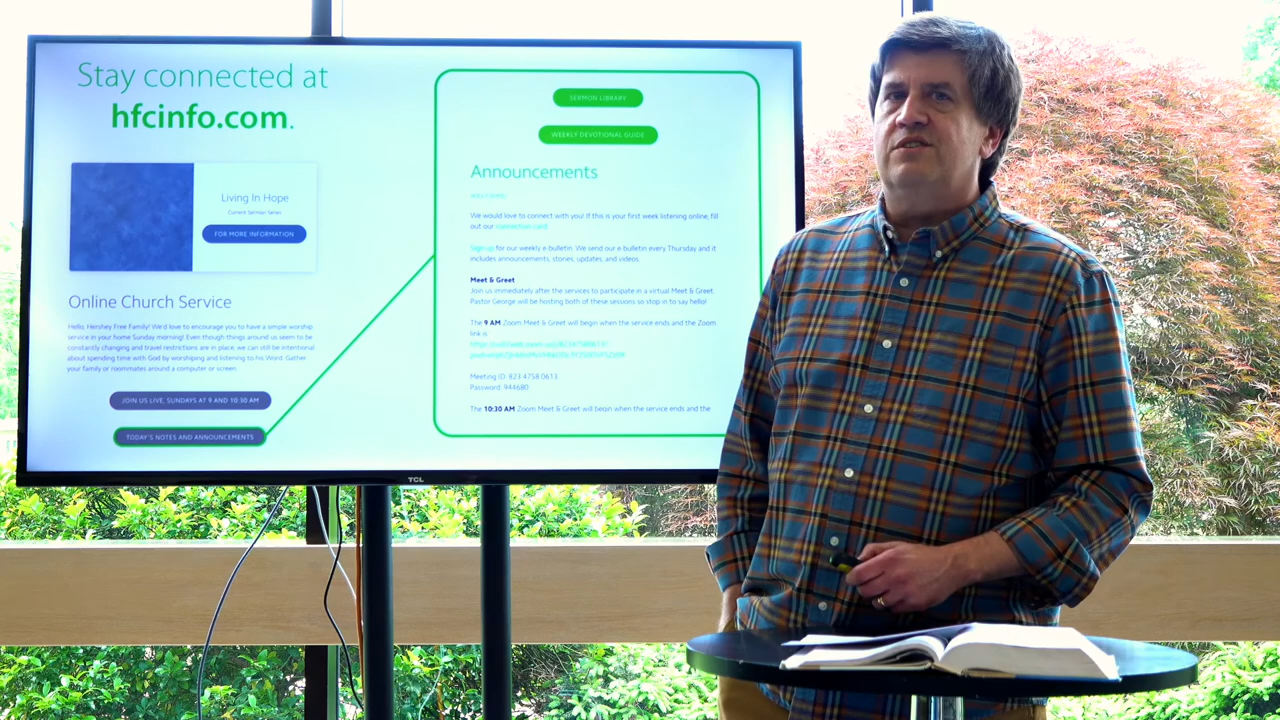 Stay connected at
hfcinfo.com.
Living In Hope
Current Sermon Series
FOR MORE INFORMATION
Online Church Service
Hello, Hershey Free Family! We'd love to encourage you to have a simple worship
service in your home Sunday morning! Even though things around us seem to be
constantly changing and travel restrictions are in place, we can still be intentional
about spending time with God by worshiping and listening to his Word. Gather
your family or roommates around a computer or screen.
JOIN US LIVE, SUNDAYS AT 9 AND 10:30 AM
TODAY'S NOTES AND ANNOUNCEMENTS
SERMON LIBRARY
WEEKLY DEVOTIONAL GUIDE
Announcements
WELCOME!
We would love to connect with you! If this is your first week listening online, fill
out our connection card.
Sign up for our weekly e-bulletin. We send our e-bulletin every Thursday and it
includes announcements, stories, updates, and videos.
Meet & Greet
Join us immediately after the services to participate in a virtual Meet & Greet.
Pastor George will be hosting both of these sessions so stop in to say hello!
The 9 AM Zoom Meet & Greet will begin when the service ends and the Zoom
link is
Meeting ID: 823 4758 0613
Password: 944680
The 10:30 AM Zoom Meet & Greet will begin when the service ends and the
TCL